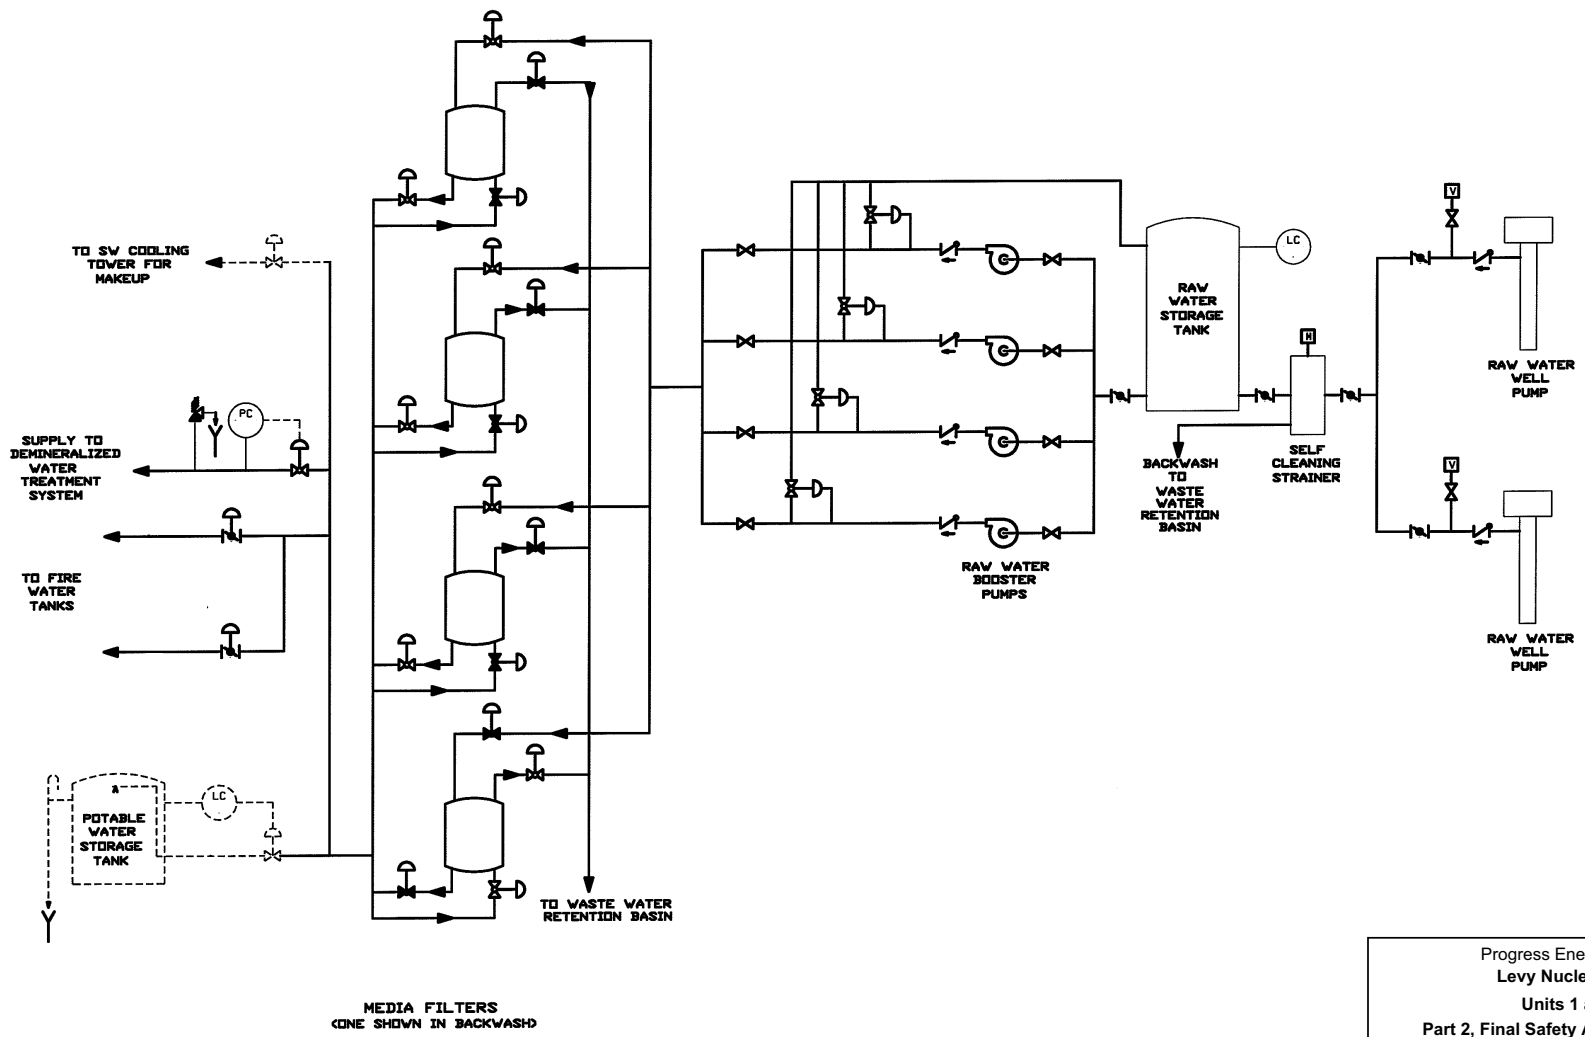 TO SW COOLING
TOWER FOR
MAKEUP
PC
SUPPLY TO
DEMINERALIZED
WATER
TREATMENT
SYSTEM
TO FIRE
WATER
TANKS
LC
POTABLE
WATER
STORAGE
TANK
TO WASTE WATER
RETENTION BASIN
MEDIA FILTERS
(ONE SHOWN IN BACKWASH)
RAW WATER
BOOSTER
PUMPS
RAW
WATER
STORAGE
TANK
LC
M
BACKWASH
TO
WASTE
WATER
RETENTION
BASIN
SELF
CLEANING
STRAINER
V
RAW WATER
WELL
PUMP
V
RAW WATER
WELL
PUMP
Progress Ene
Levy Nucle
Units 1
Part 2, Final Safety